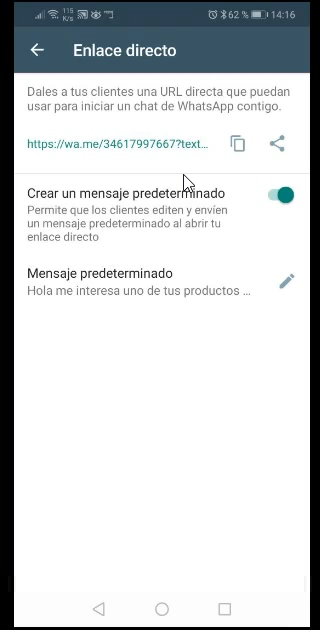 115 K/s 62 % 14:16
Enlace directo
Dales a tus clientes una URL directa que puedan
usar para iniciar un chat de WhatsApp contigo.
https://wa.me/34617997667?text...
Crear un mensaje predeterminado
Permite que los clientes editen y envíen
un mensaje predeterminado al abrir tu
enlace directo
Mensaje predeterminado
Hola me interesa uno de tus productos ...